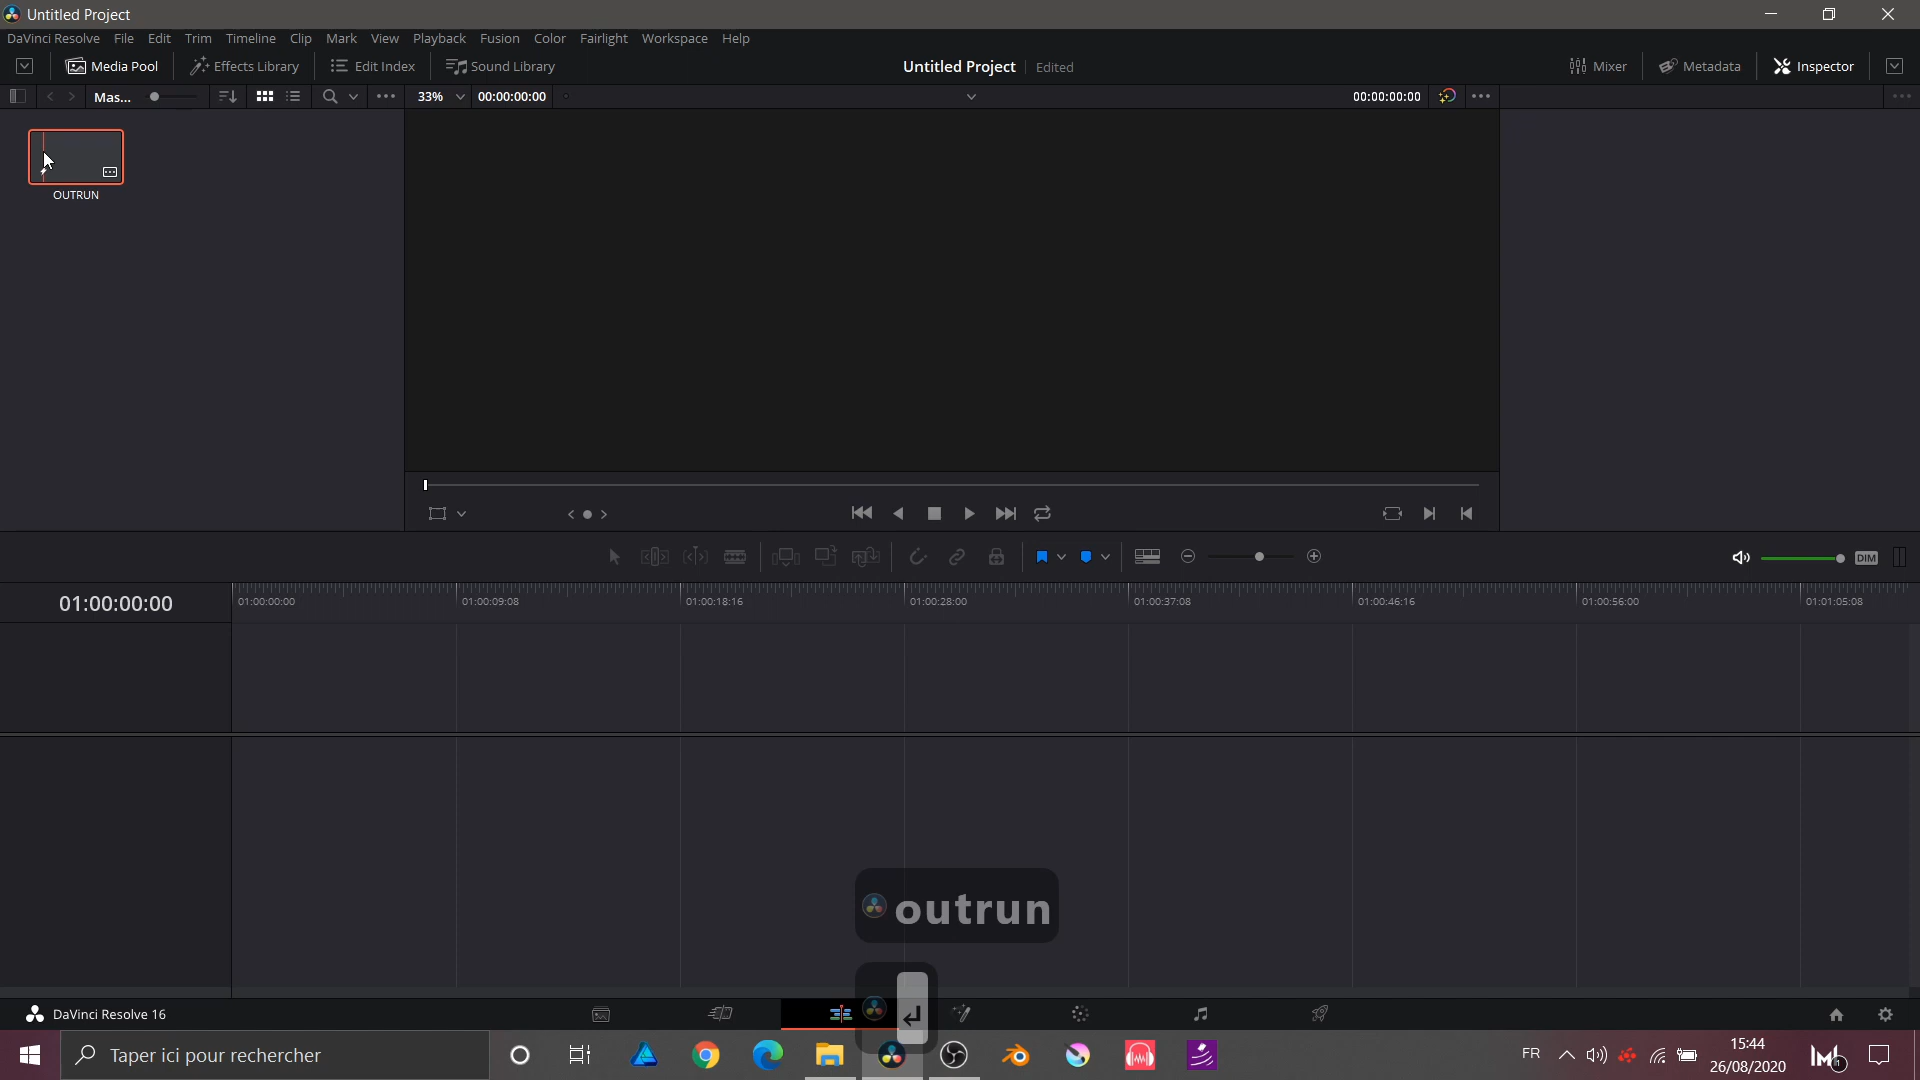 Untitled Project
DaVinci Resolve File Edit Trim Timeline Clip Mark View Playback Fusion Color Fairlight Workspace Help
Media Pool Effects Library Edit Index Sound Library Untitled Project Edited Mixer Metadata Inspector
Mas... 33% 00:00:00:00 00:00:00:00
OUTRUN
DIM
01:00:00:00 01:00:00:00 01:00:09:08 01:00:18:16 01:00:28:00 01:00:37:08 01:00:46:16 01:00:56:00 01:01:05:08
outrun
DaVinci Resolve 16
Taper ici pour rechercher
FR
15:44
26/08/2020
1